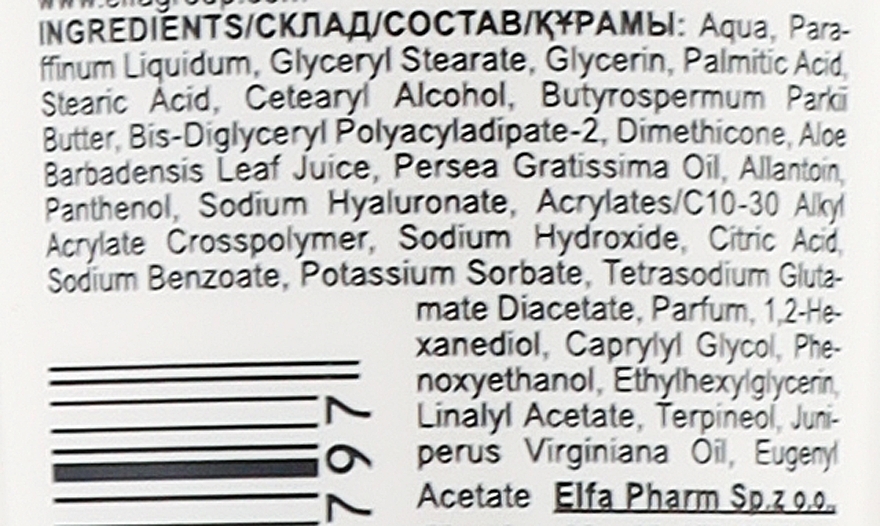 INGREDIENTS/СКЛАД/СОСТАВ/ҚҰРАМЫ: Aqua, Para-
ffinum Liquidum, Glyceryl Stearate, Glycerin, Palmitic Acid,
Stearic Acid, Cetearyl Alcohol, Butyrospermum Parkii
Butter, Bis-Diglyceryl Polyacyladipate-2, Dimethicone, Aloe
Barbadensis Leaf Juice, Persea Gratissima Oil, Allantoin,
Panthenol, Sodium Hyaluronate, Acrylates/C10-30 Alkyl
Acrylate Crosspolymer, Sodium Hydroxide, Citric Acid,
Sodium Benzoate, Potassium Sorbate, Tetrasodium Gluta-
mate Diacetate, Parfum, 1,2-He-
xanediol, Caprylyl Glycol, Phe-
noxyethanol, Ethylhexylglycerin,
Linalyl Acetate, Terpineol, Juni-
perus Virginiana Oil, Eugenyl
Acetate Elfa Pharm Sp.z o.o.,
797